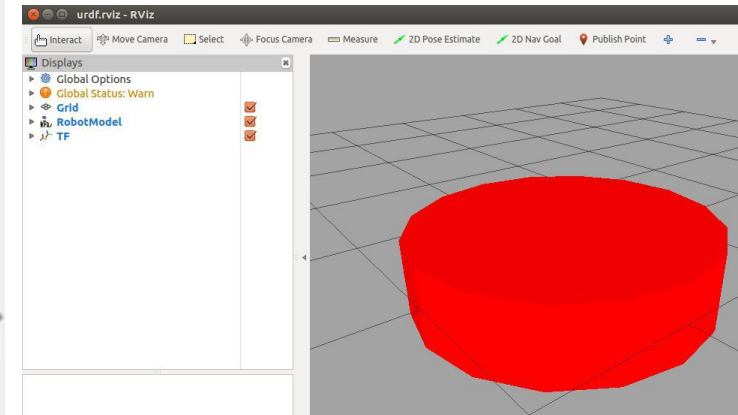 urdf.rviz - RViz
Interact Move Camera Select Focus Camera Measure 2D Pose Estimate 2D Nav Goal Publish Point
Displays
Global Options
Global Status: Warn
Grid
RobotModel
TF